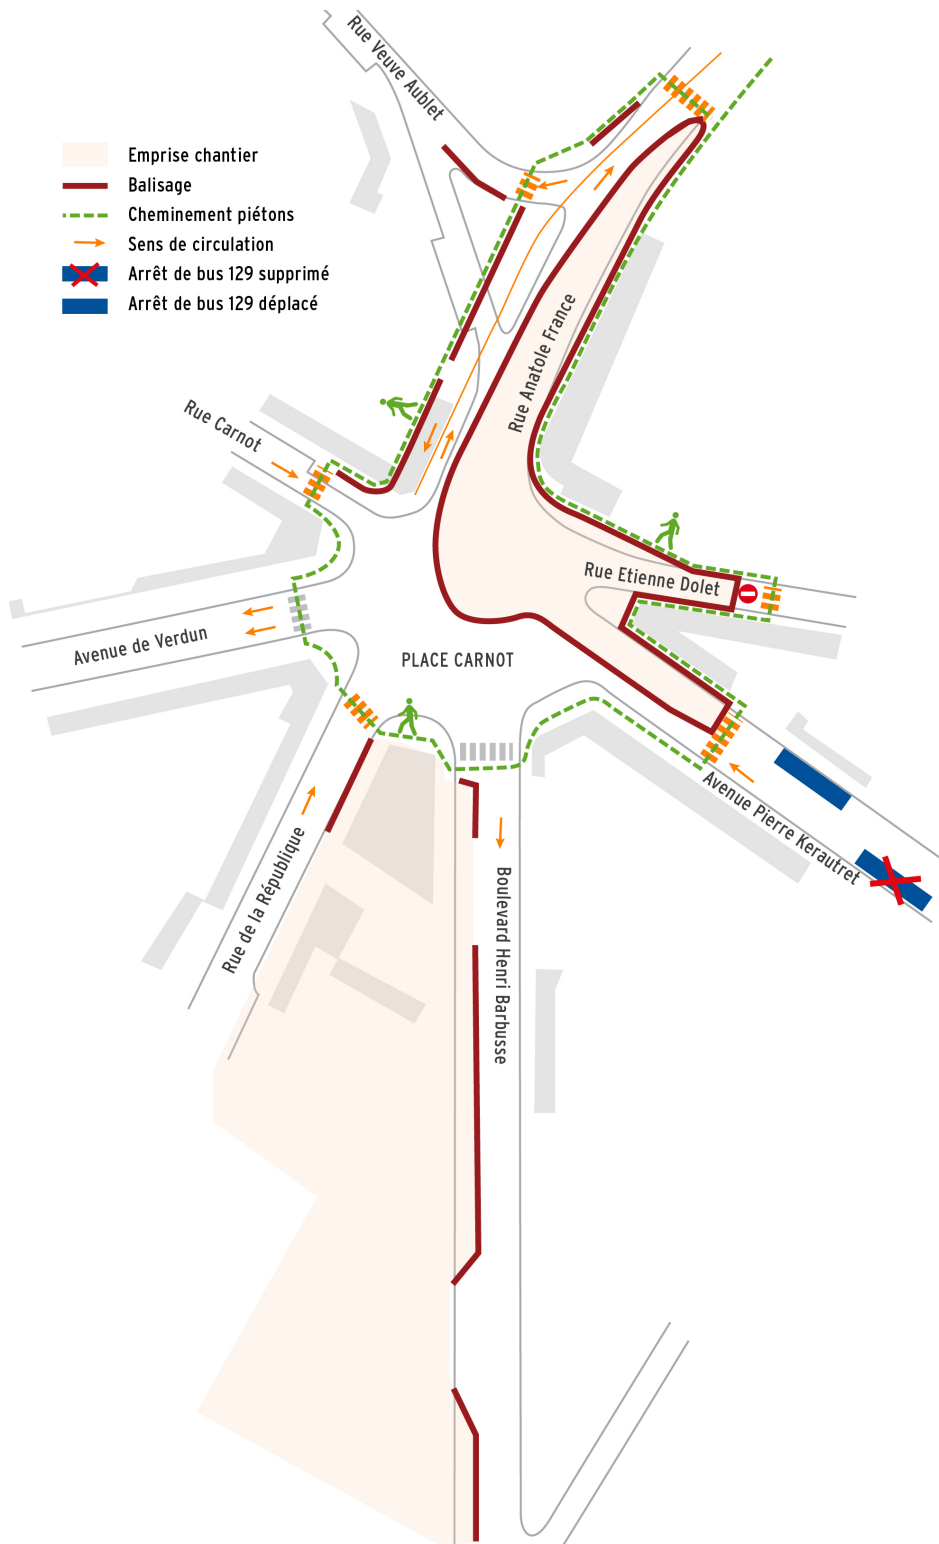 Rue Veuve Aublet
Emprise chantier
Balisage
Cheminement piétons
Sens de circulation
Arrêt de bus 129 supprimé
Arrêt de bus 129 déplacé
Rue Anatole France
Rue Carnot
Rue Etienne Dolet
Avenue de Verdun
PLACE CARNOT
Avenue Pierre Kerautret
Rue de la République
Boulevard Henri Barbusse